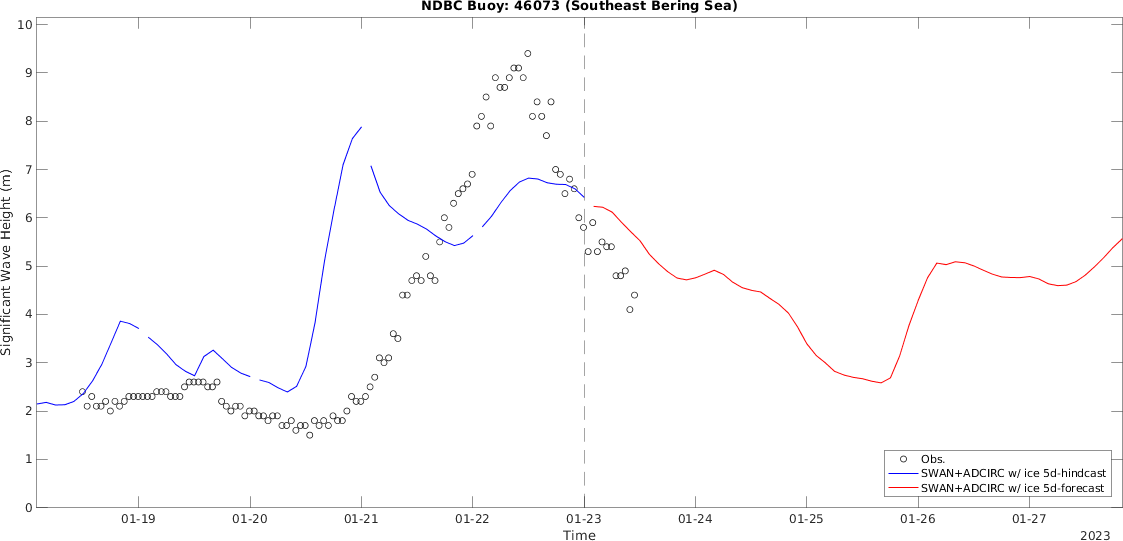 NDBC Buoy: 46073 (Southeast Bering Sea)
Significant Wave Height (m)
10
9
8
7
6
5
4
3
2
1
0
Obs.
SWAN+ADCIRC w/ ice 5d-hindcast
SWAN+ADCIRC w/ ice 5d-forecast
01-19 01-20 01-21 01-22 01-23 01-24 01-25 01-26 01-27
Time
2023